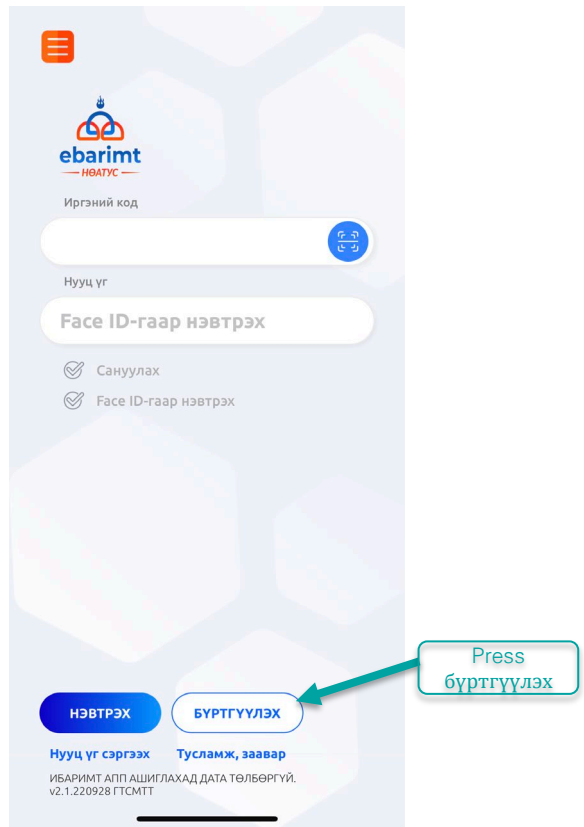 ebarimt
НӨАТУС
Иргэний код
Нууц үг
Face ID-гаар нэвтрэх
Сануулах
Face ID-гаар нэвтрэх
Press
бүртгүүлэх
НЭВТРЭХ БҮРТГҮҮЛЭХ
Нууц үг сэргээх Тусламж, заавар
ИБАРИМТ АПП АШИГЛАХАД ДАТА ТӨЛБӨРГҮЙ.
v2.1.220928 ГТСМТТ